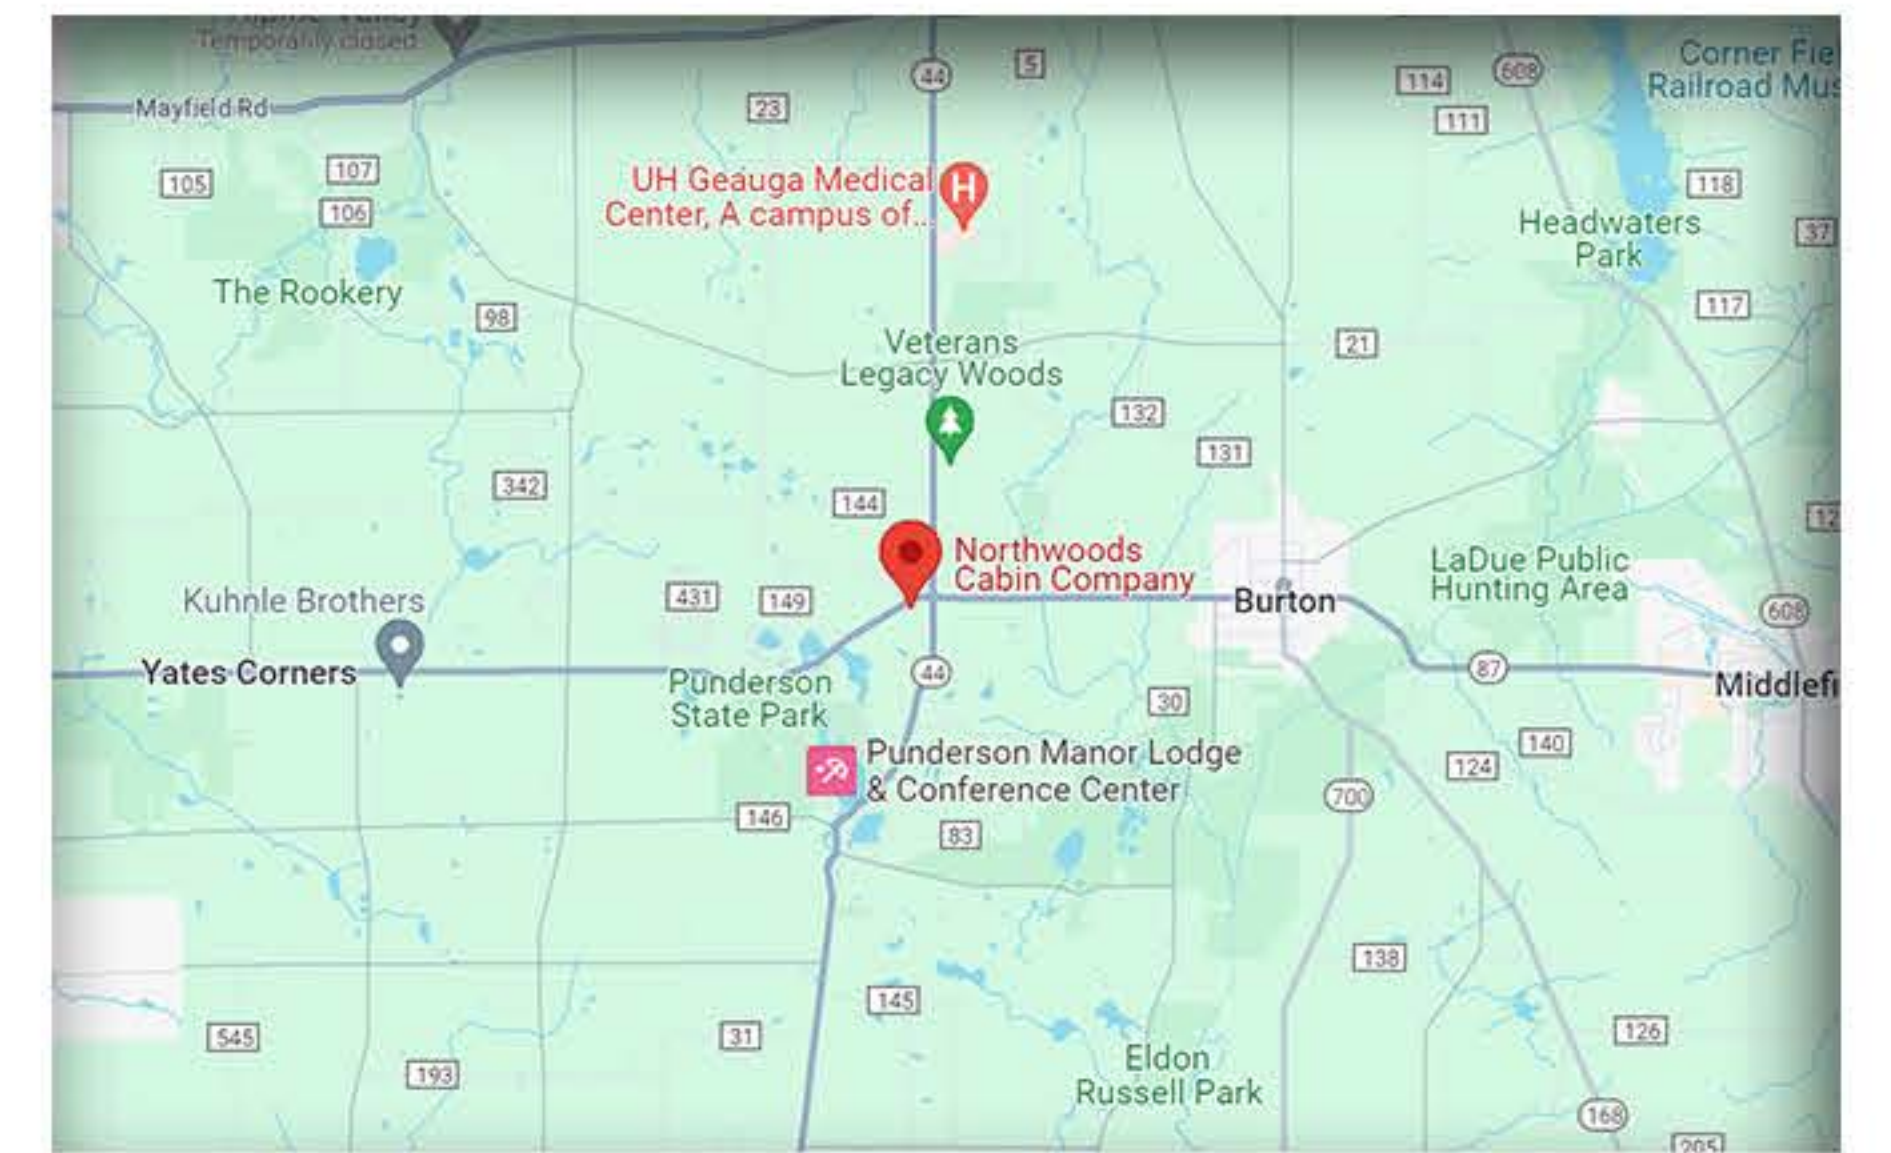 Temporarily closed
Mayfield Rd
44
5
23
114
608
111
Corner Fie
Railroad Mus
105
107
106
UH Geauga Medical
Center, A campus of...
118
Headwaters
Park
37
The Rookery
98
117
Veterans
Legacy Woods
21
132
131
342
144
12
Northwoods
Cabin Company
LaDue Public
Hunting Area
Kuhnle Brothers
431
149
Burton
608
Yates Corners
Punderson
State Park
44
30
87
Middlefi
Punderson Manor Lodge
& Conference Center
140
124
700
146
83
138
145
545
31
126
193
Eldon
Russell Park
168
205